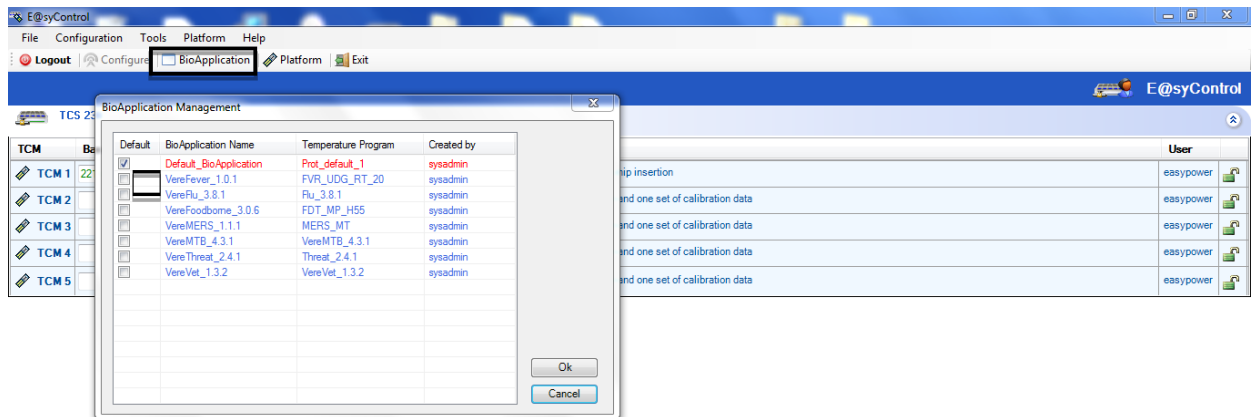 E@syControl
File Configuration Tools Platform Help
Logout Configure BioApplication Platform Exit
E@syControl
TCS 23
BioApplication Management
TCM Ba User
Default BioApplication Name Temperature Program Created by
Default_BioApplication Prot_default_1 sysadmin
VereFever_1.0.1 FVR_UDG_RT_20 sysadmin
VereFlu_3.8.1 Flu_3.8.1 sysadmin
VereFoodborne_3.0.6 FDT_MP_H55 sysadmin
VereMERS_1.1.1 MERS_MT sysadmin
VereMTB_4.3.1 VereMTB_4.3.1 sysadmin
VereThreat_2.4.1 Threat_2.4.1 sysadmin
VereVet_1.3.2 VereVet_1.3.2 sysadmin
TCM 1 221 hip insertion easypower
TCM 2 and one set of calibration data easypower
TCM 3 and one set of calibration data easypower
TCM 4 and one set of calibration data easypower
TCM 5 and one set of calibration data easypower
Ok
Cancel